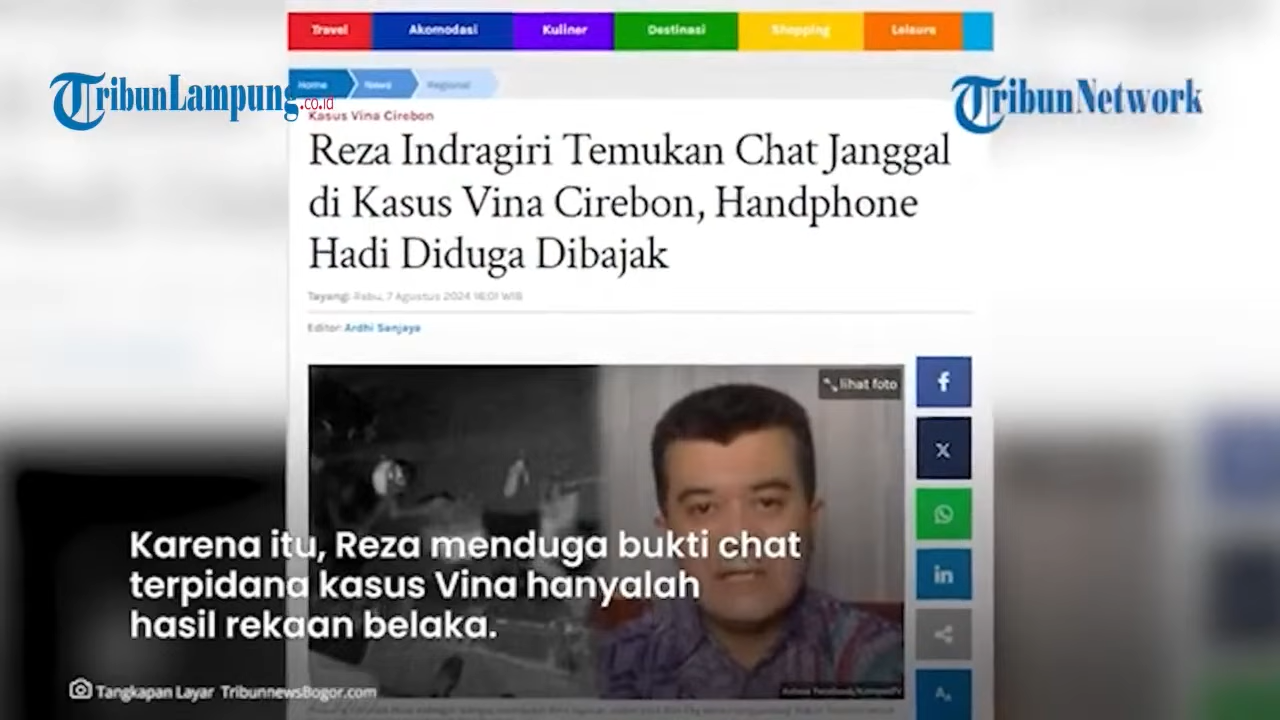 Travel Akomodasi Kuliner Destinasi Shopping Leisure
TribunLampung.co.id
Home News Regional
TribunNetwork
Kasus Vina Cirebon
Reza Indragiri Temukan Chat Janggal
di Kasus Vina Cirebon, Handphone
Hadi Diduga Dibajak
Tayang: Rabu, 7 Agustus 2024 16:01 WIB
Editor: Ardhi Sanjaya
lihat foto
Karena itu, Reza menduga bukti chat
terpidana kasus Vina hanyalah
hasil rekaan belaka.
Tangkapan Layar TribunnewsBogor.com